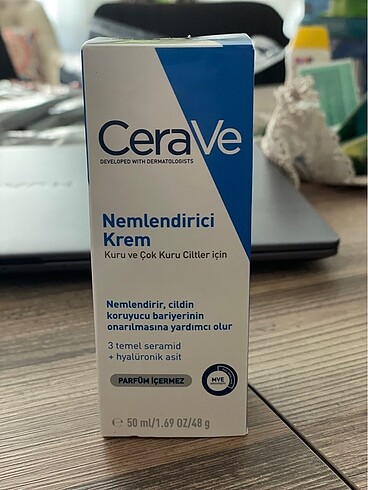 CeraVe
DEVELOPED WITH DERMATOLOGISTS
Nemlendirici
Krem
Kuru ve Çok Kuru Ciltler için
Nemlendirir, cildin
koruyucu bariyerinin
onarılmasına yardımcı olur
3 temel seramid
+ hyalüronik asit
PARFÜM İÇERMEZ
MVE
℮ 50 ml/1.69 OZ/48 g